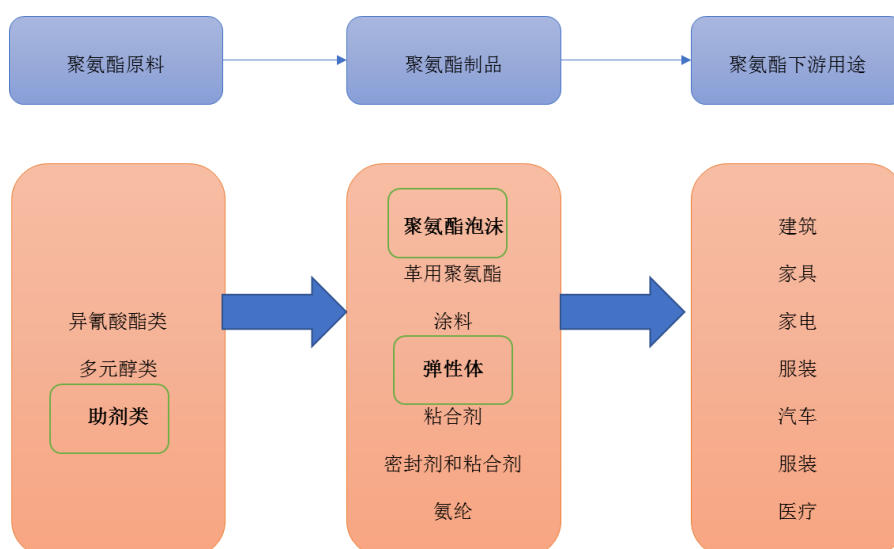 聚氨酯原料
聚氨酯制品
聚氨酯下游用途
异氰酸酯类
多元醇类
助剂类
聚氨酯泡沫
革用聚氨酯
涂料
弹性体
粘合剂
密封剂和粘合剂
氨纶
建筑
家具
家电
服装
汽车
服装
医疗